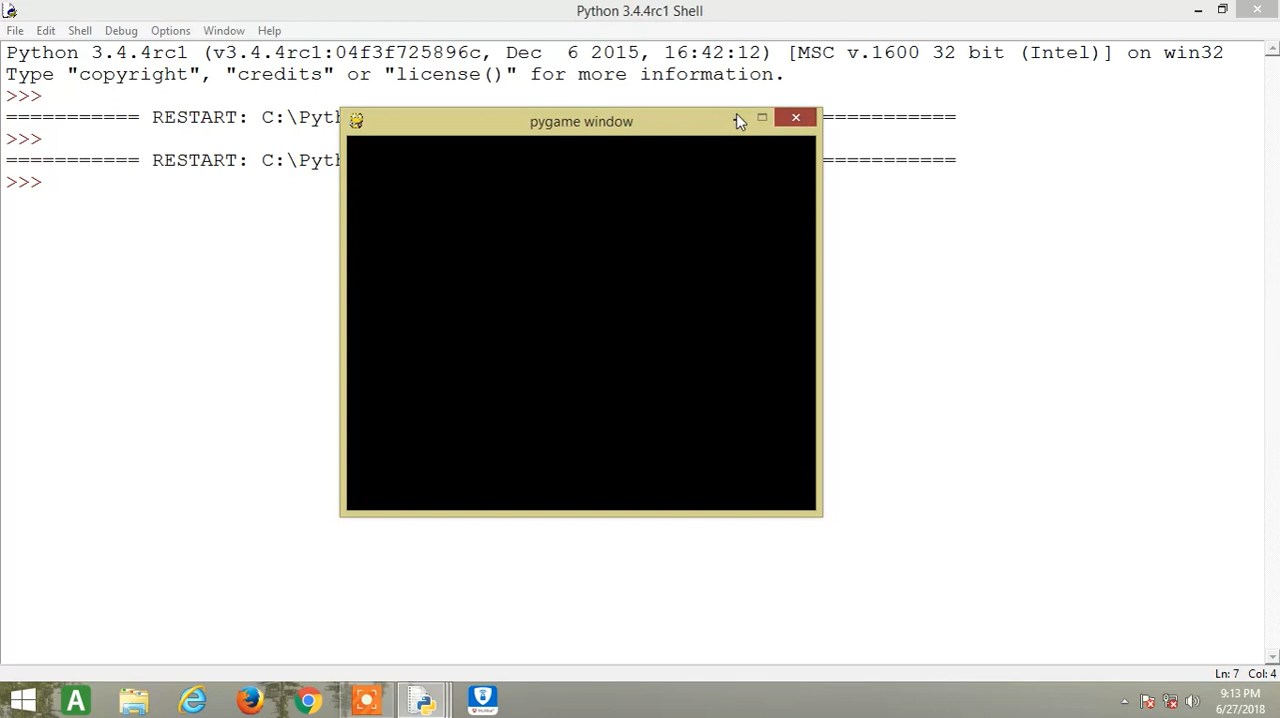 Python 3.4.4rc1 Shell
File Edit Shell Debug Options Window Help
Python 3.4.4rc1 (v3.4.4rc1:04f3f725896c, Dec  6 2015, 16:42:12) [MSC v.1600 32 bit (Intel)] on win32
Type "copyright", "credits" or "license()" for more information.
>>>
=========== RESTART: C:\Pyth ===========
pygame window
>>>
=========== RESTART: C:\Pyth ===========
>>>
Ln: 7 Col: 4
A
9:13 PM
6/27/2018